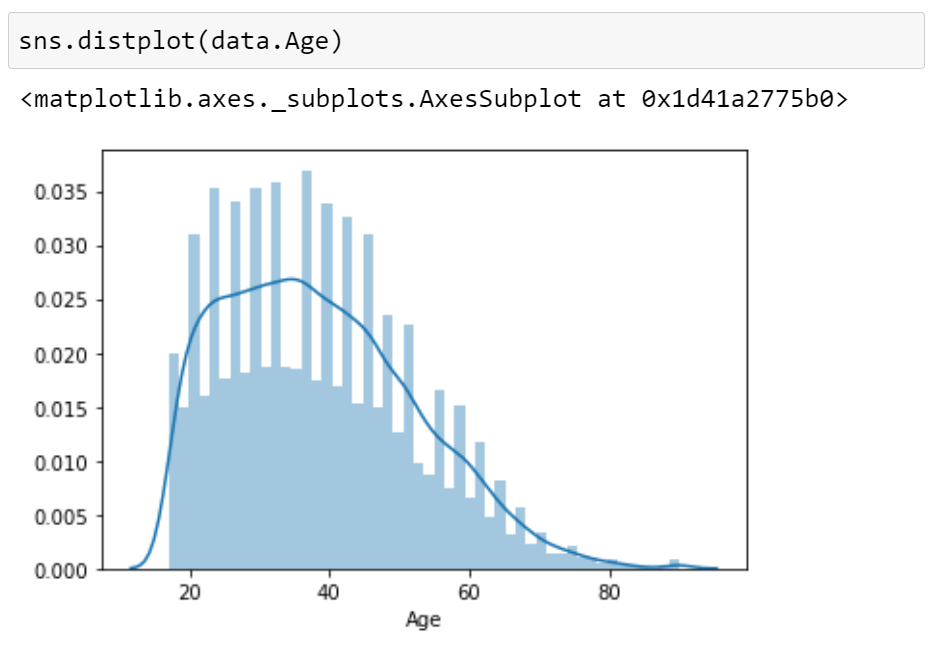 sns.distplot(data.Age)
<matplotlib.axes._subplots.AxesSubplot at 0x1d41a2775b0>
0.035
0.030
0.025
0.020
0.015
0.010
0.005
0.000
20 40 60 80
Age